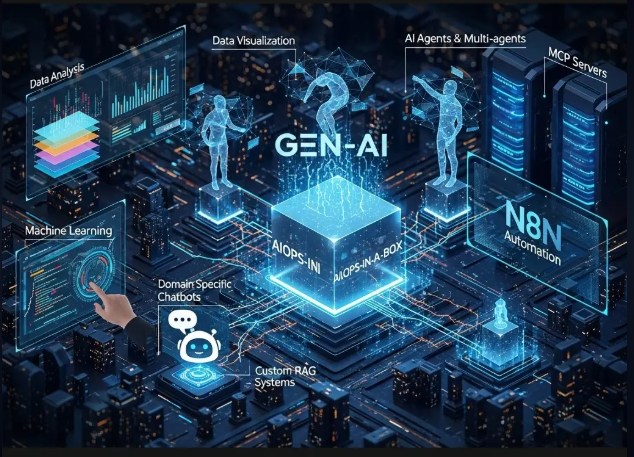 Data Visualization
AI Agents & Multi-agents
MCP Servers
Data Analysis
GEN-AI
N8N
Automation
Machine Learning
AIOPS-INI
AIOPS-IN-A-BOX
Domain Specific
Chatbots
Custom RAG
Systems